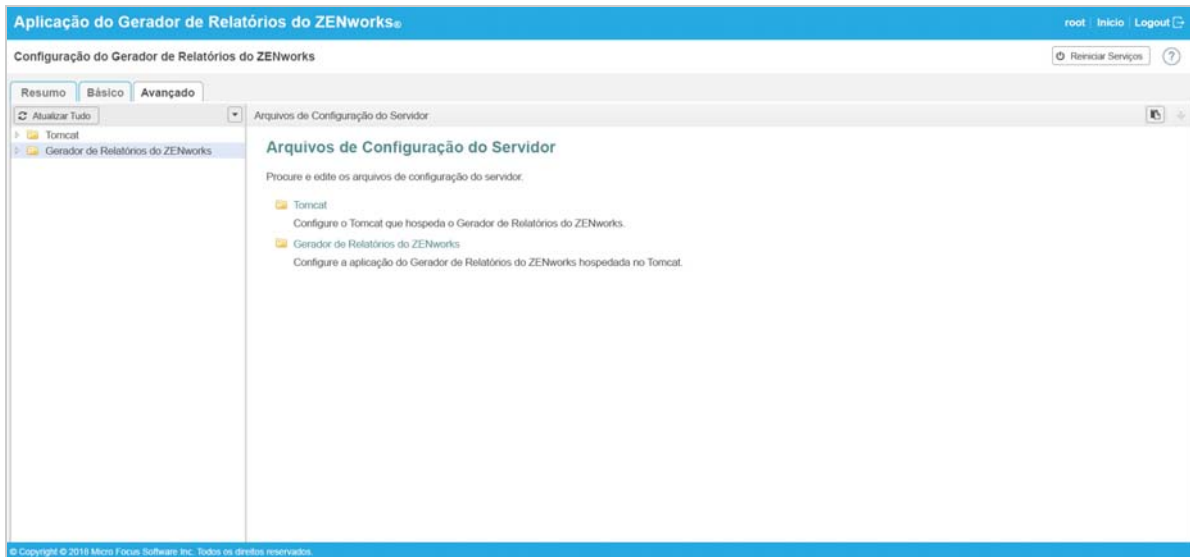 Aplicação do Gerador de Relatórios do ZENworks®
root | Início | Logout
Configuração do Gerador de Relatórios do ZENworks
Reiniciar Serviços ?
Resumo Básico Avançado
Atualizar Tudo
Arquivos de Configuração do Servidor
Tomcat
Gerador de Relatórios do ZENworks
Arquivos de Configuração do Servidor
Procure e edite os arquivos de configuração do servidor.
Tomcat
Configure o Tomcat que hospeda o Gerador de Relatórios do ZENworks.
Gerador de Relatórios do ZENworks
Configure a aplicação do Gerador de Relatórios do ZENworks hospedada no Tomcat.
© Copyright © 2018 Micro Focus Software Inc. Todos os direitos reservados.